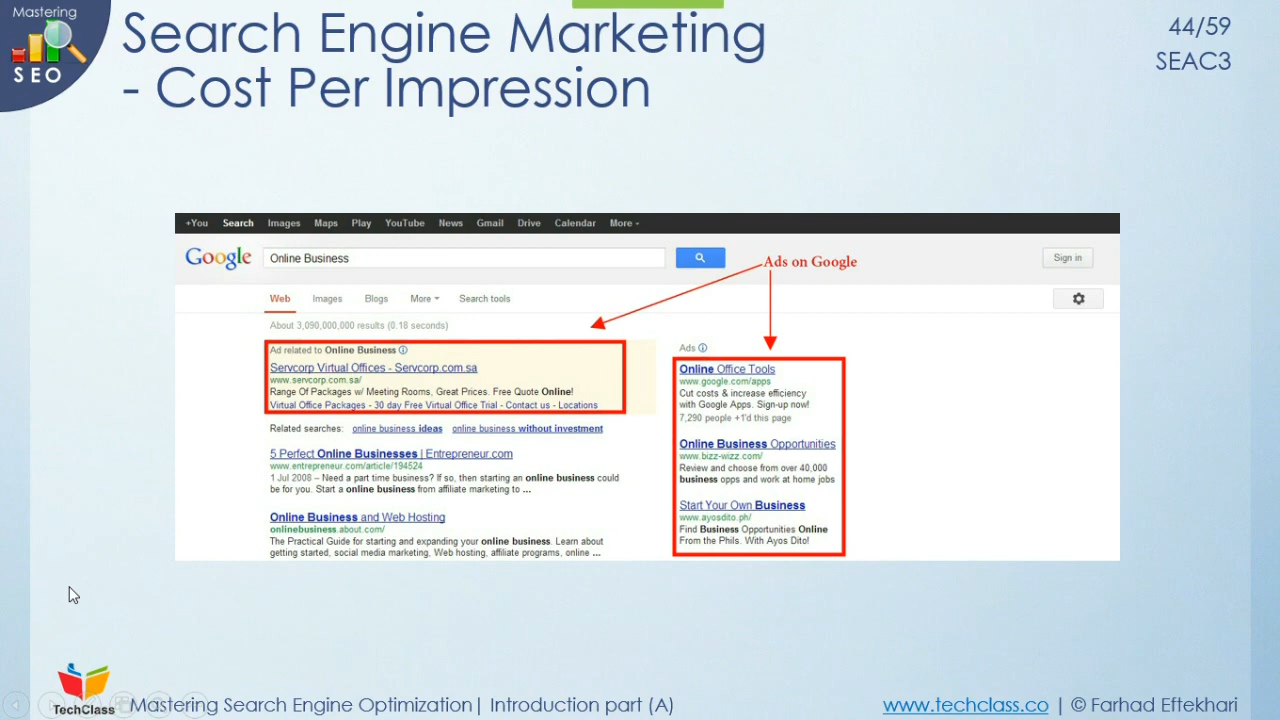 Mastering
SEO
Search Engine Marketing
- Cost Per Impression
44/59
SEAC3
+You Search Images Maps Play YouTube News Gmail Drive Calendar More
Google
Online Business
Ads on Google
Sign in
Web Images Blogs More Search tools
About 3,090,000,000 results (0.18 seconds)
Ad related to Online Business
Servcorp Virtual Offices - Servcorp.com.sa
www.servcorp.com.sa/
Range Of Packages w/ Meeting Rooms, Great Prices. Free Quote Online!
Virtual Office Packages - 30 day Free Virtual Office Trial - Contact us - Locations
Related searches: online business ideas online business without investment
5 Perfect Online Businesses | Entrepreneur.com
www.entrepreneur.com/article/194524
1 Jul 2008 – Need a part time business? If so, then starting an online business could
be for you. Start a online business from affiliate marketing to ...
Online Business and Web Hosting
onlinebusiness.about.com/
The Practical Guide for starting and expanding your online business. Learn about
getting started, social media marketing, Web hosting, affiliate programs, online ...
Ads
Online Office Tools
www.google.com/apps
Cut costs & increase efficiency
with Google Apps. Sign-up now!
7,290 people +1'd this page
Online Business Opportunities
www.bizz-wizz.com/
Review and choose from over 40,000
business opps and work at home jobs
Start Your Own Business
www.ayosdito.ph/
Find Business Opportunities Online
From the Phils. With Ayos Dito!
TechClass
Mastering Search Engine Optimization| Introduction part (A)
www.techclass.co | © Farhad Eftekhari